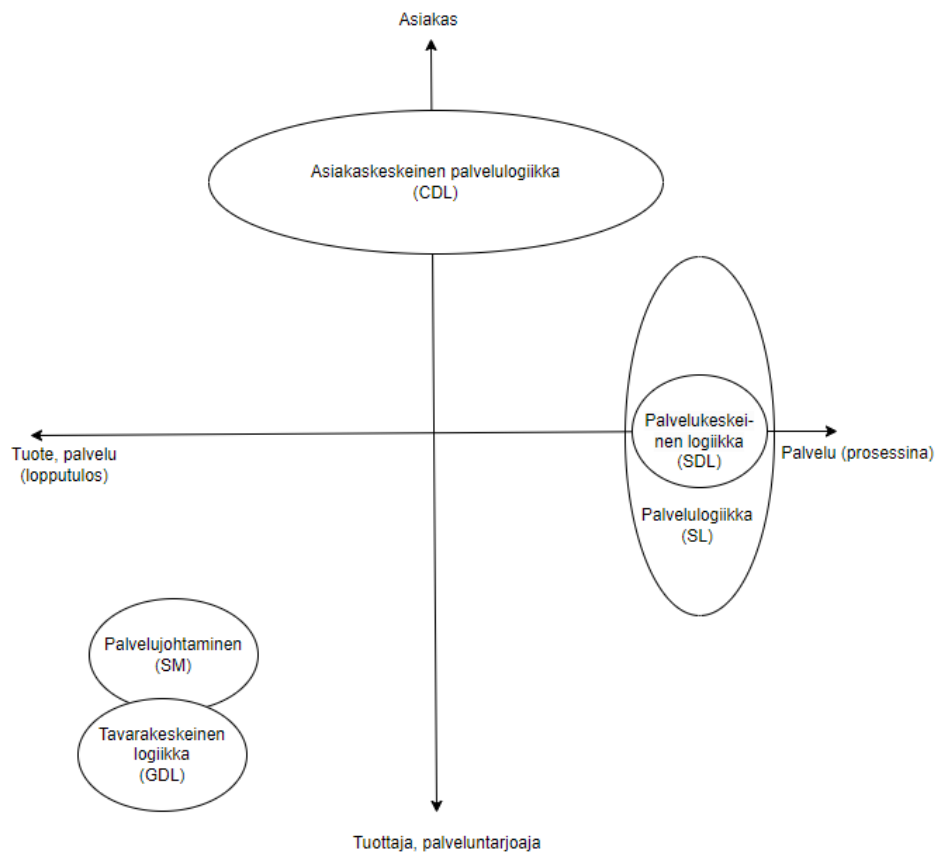 Asiakas
Asiakaskeskeinen palvelulogiikka
(CDL)
Palvelukeskei-
nen logiikka
(SDL)
Tuote, palvelu
(lopputulos)
Palvelu (prosessina)
Palvelulogiikka
(SL)
Palvelujohtaminen
(SM)
Tavarakeskeinen
logiikka
(GDL)
Tuottaja, palveluntarjoaja